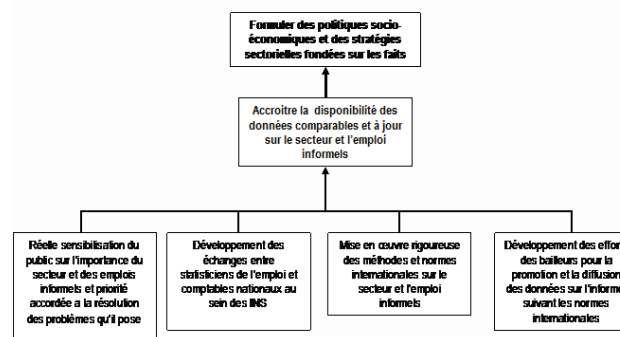 Formuler des politiques socio-
économiques et des stratégies
sectorielles fondées sur les faits
Accroitre la disponibilité des
données comparables et à jour
sur le secteur et l'emploi
informels
Réelle sensibilisation du
public sur l'importance du
secteur et des emplois
informels et priorité
accordée a la résolution
des problèmes qu'il pose
Développement des
échanges entre
statisticiens de l'emploi et
comptables nationaux au
sein des INS
Mise en œuvre rigoureuse
des méthodes et normes
internationales sur le
secteur et l'emploi
informels
Développement des effor
des bailleurs pour la
promotion et la diffusion
des données sur l'informe
suivant les normes
internationales